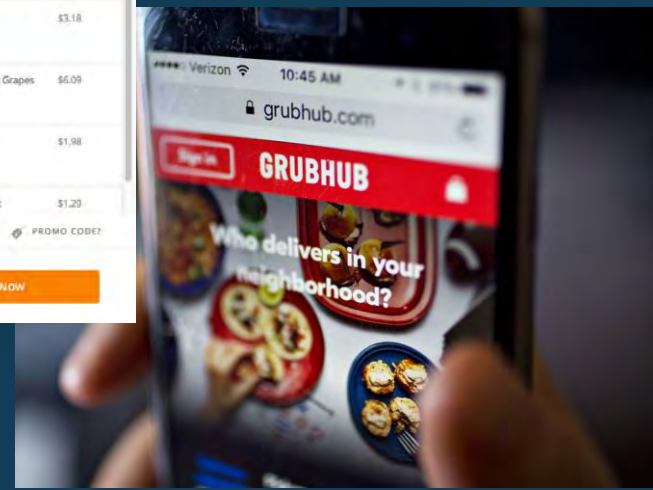 $3.18
Grapes $6.09
$1.98
$1.29
PROMO CODE?
NOW
Verizon 10:45 AM
grubhub.com
Sign in GRUBHUB
Who delivers in your
neighborhood?